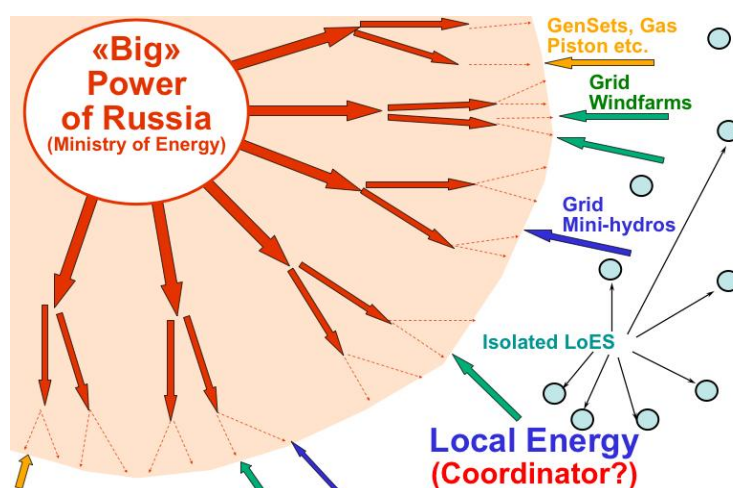 «Big»
Power
of Russia
(Ministry of Energy)
GenSets, Gas
Piston etc.
Grid
Windfarms
Grid
Mini-hydros
Isolated LoES
Local Energy
(Coordinator?)